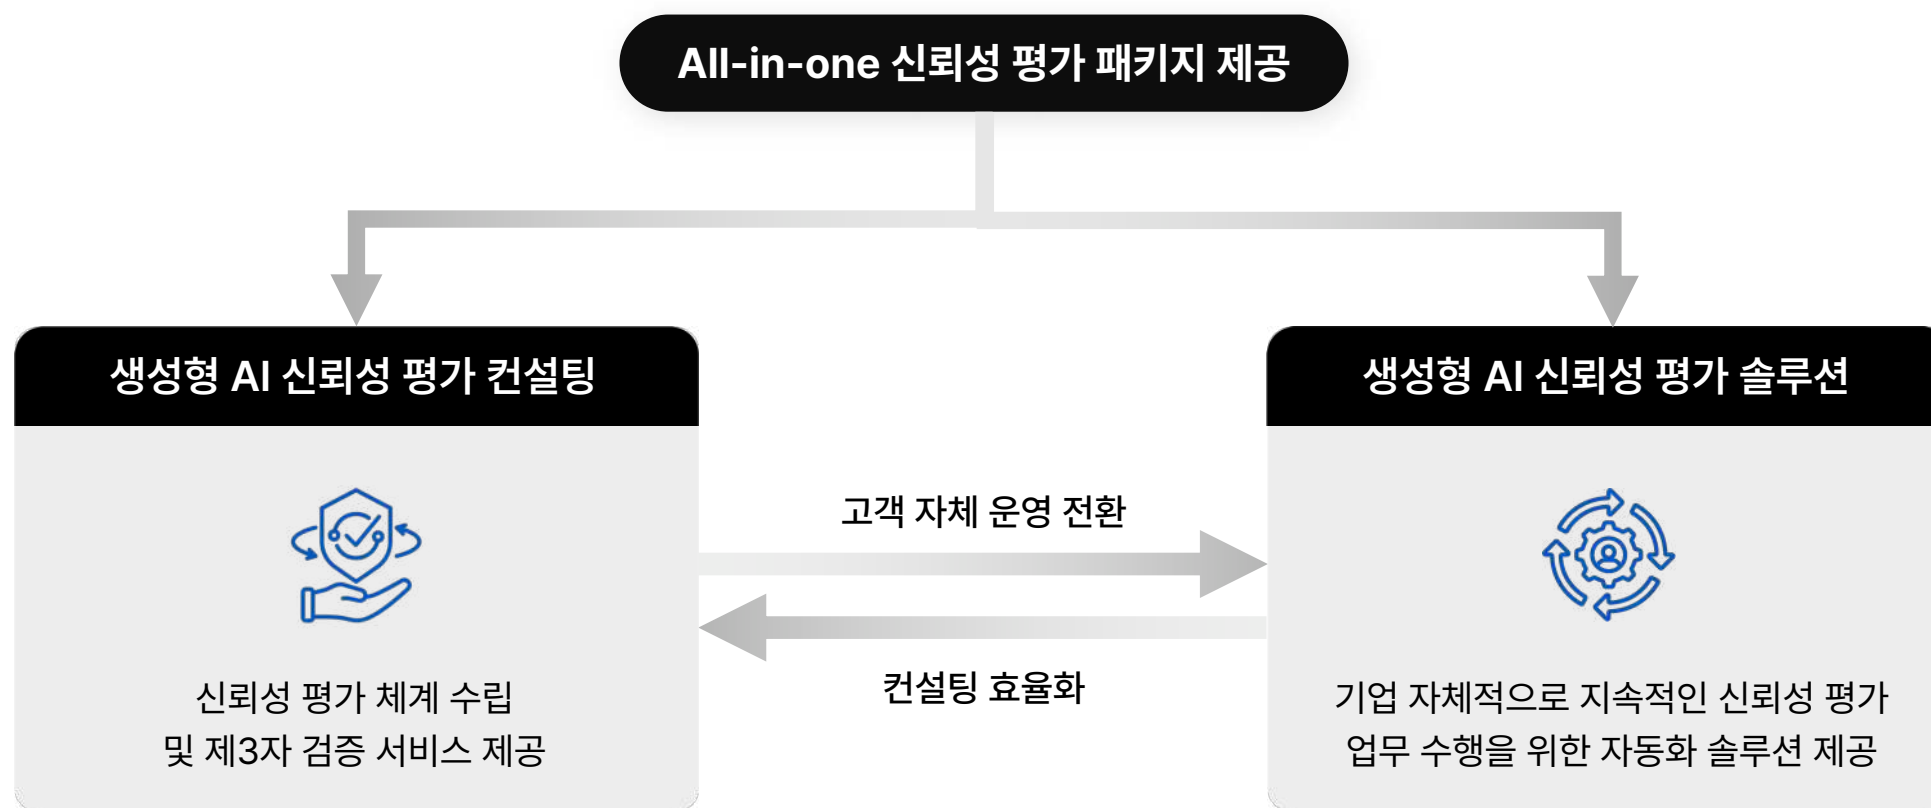 All-in-one 신뢰성 평가 패키지 제공
생성형 AI 신뢰성 평가 컨설팅
신뢰성 평가 체계 수립
및 제3자 검증 서비스 제공
고객 자체 운영 전환
컨설팅 효율화
생성형 AI 신뢰성 평가 솔루션
기업 자체적으로 지속적인 신뢰성 평가
업무 수행을 위한 자동화 솔루션 제공